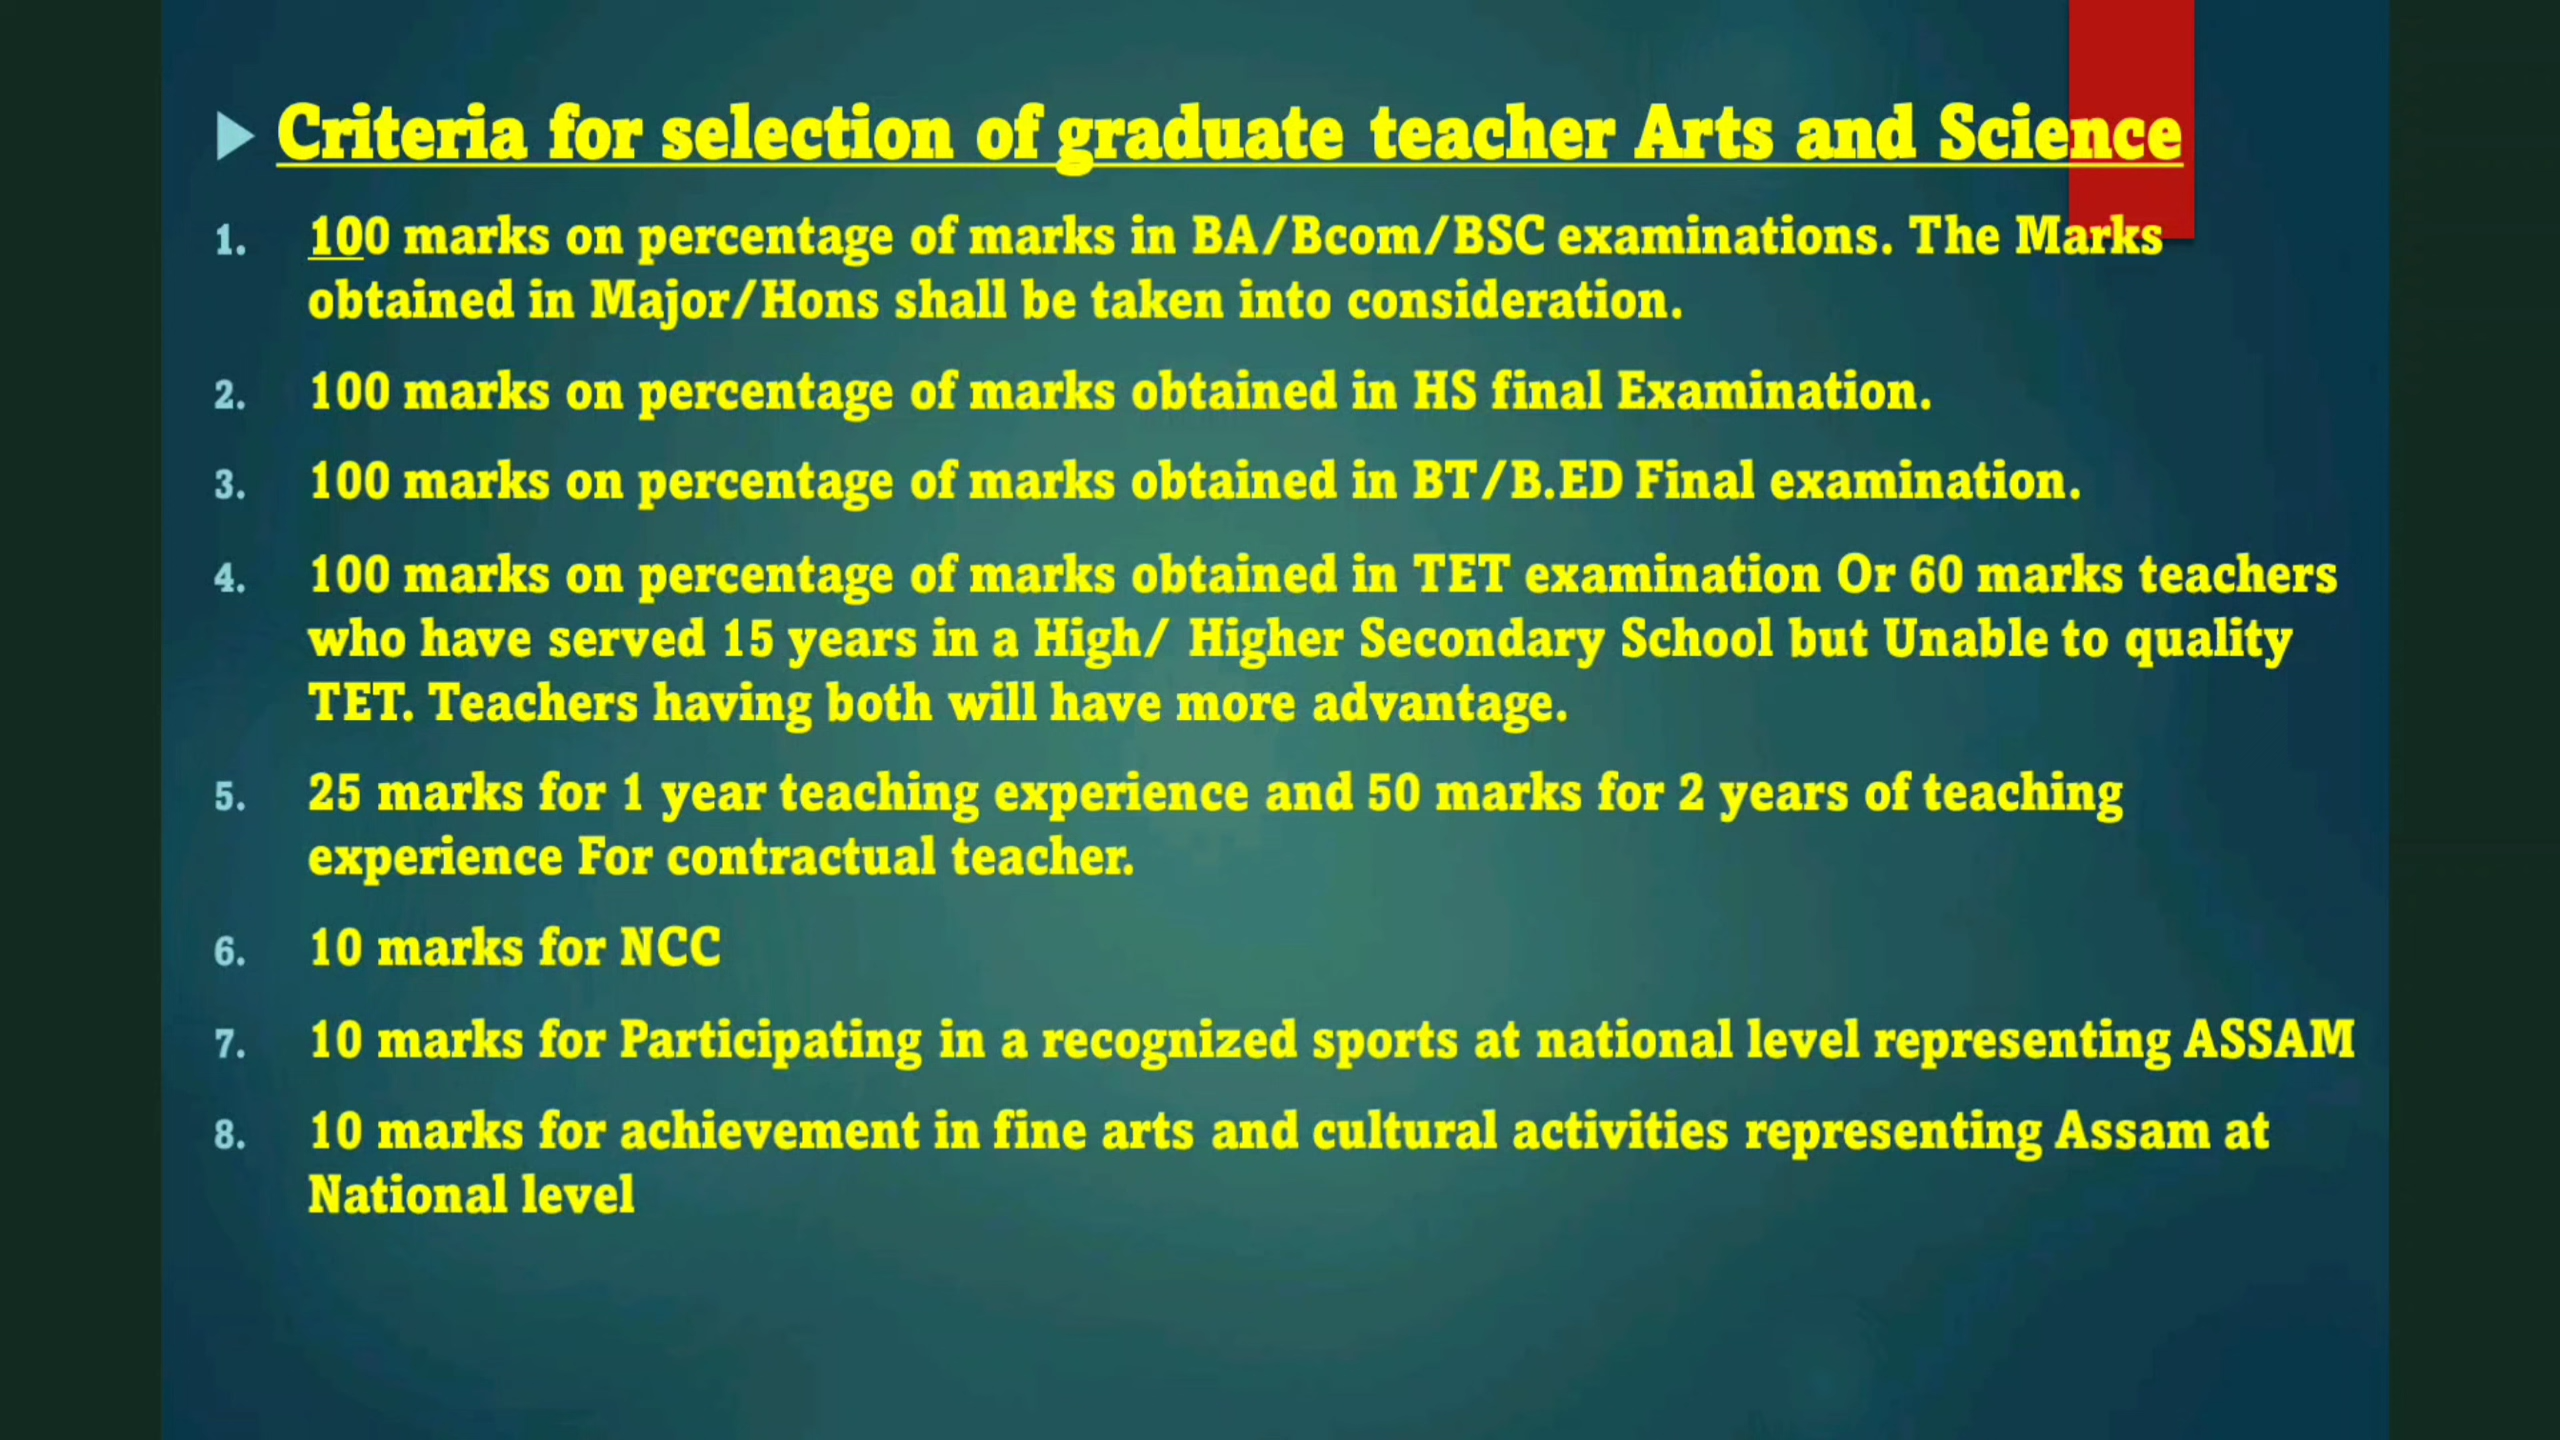 Criteria for selection of graduate teacher Arts and Science
1. 100 marks on percentage of marks in BA/Bcom/BSC examinations. The Marks
obtained in Major/Hons shall be taken into consideration.
2. 100 marks on percentage of marks obtained in HS final Examination.
3. 100 marks on percentage of marks obtained in BT/B.ED Final examination.
4. 100 marks on percentage of marks obtained in TET examination Or 60 marks teachers
who have served 15 years in a High/ Higher Secondary School but Unable to quality
TET. Teachers having both will have more advantage.
5. 25 marks for 1 year teaching experience and 50 marks for 2 years of teaching
experience For contractual teacher.
6. 10 marks for NCC
7. 10 marks for Participating in a recognized sports at national level representing ASSAM
8. 10 marks for achievement in fine arts and cultural activities representing Assam at
National level